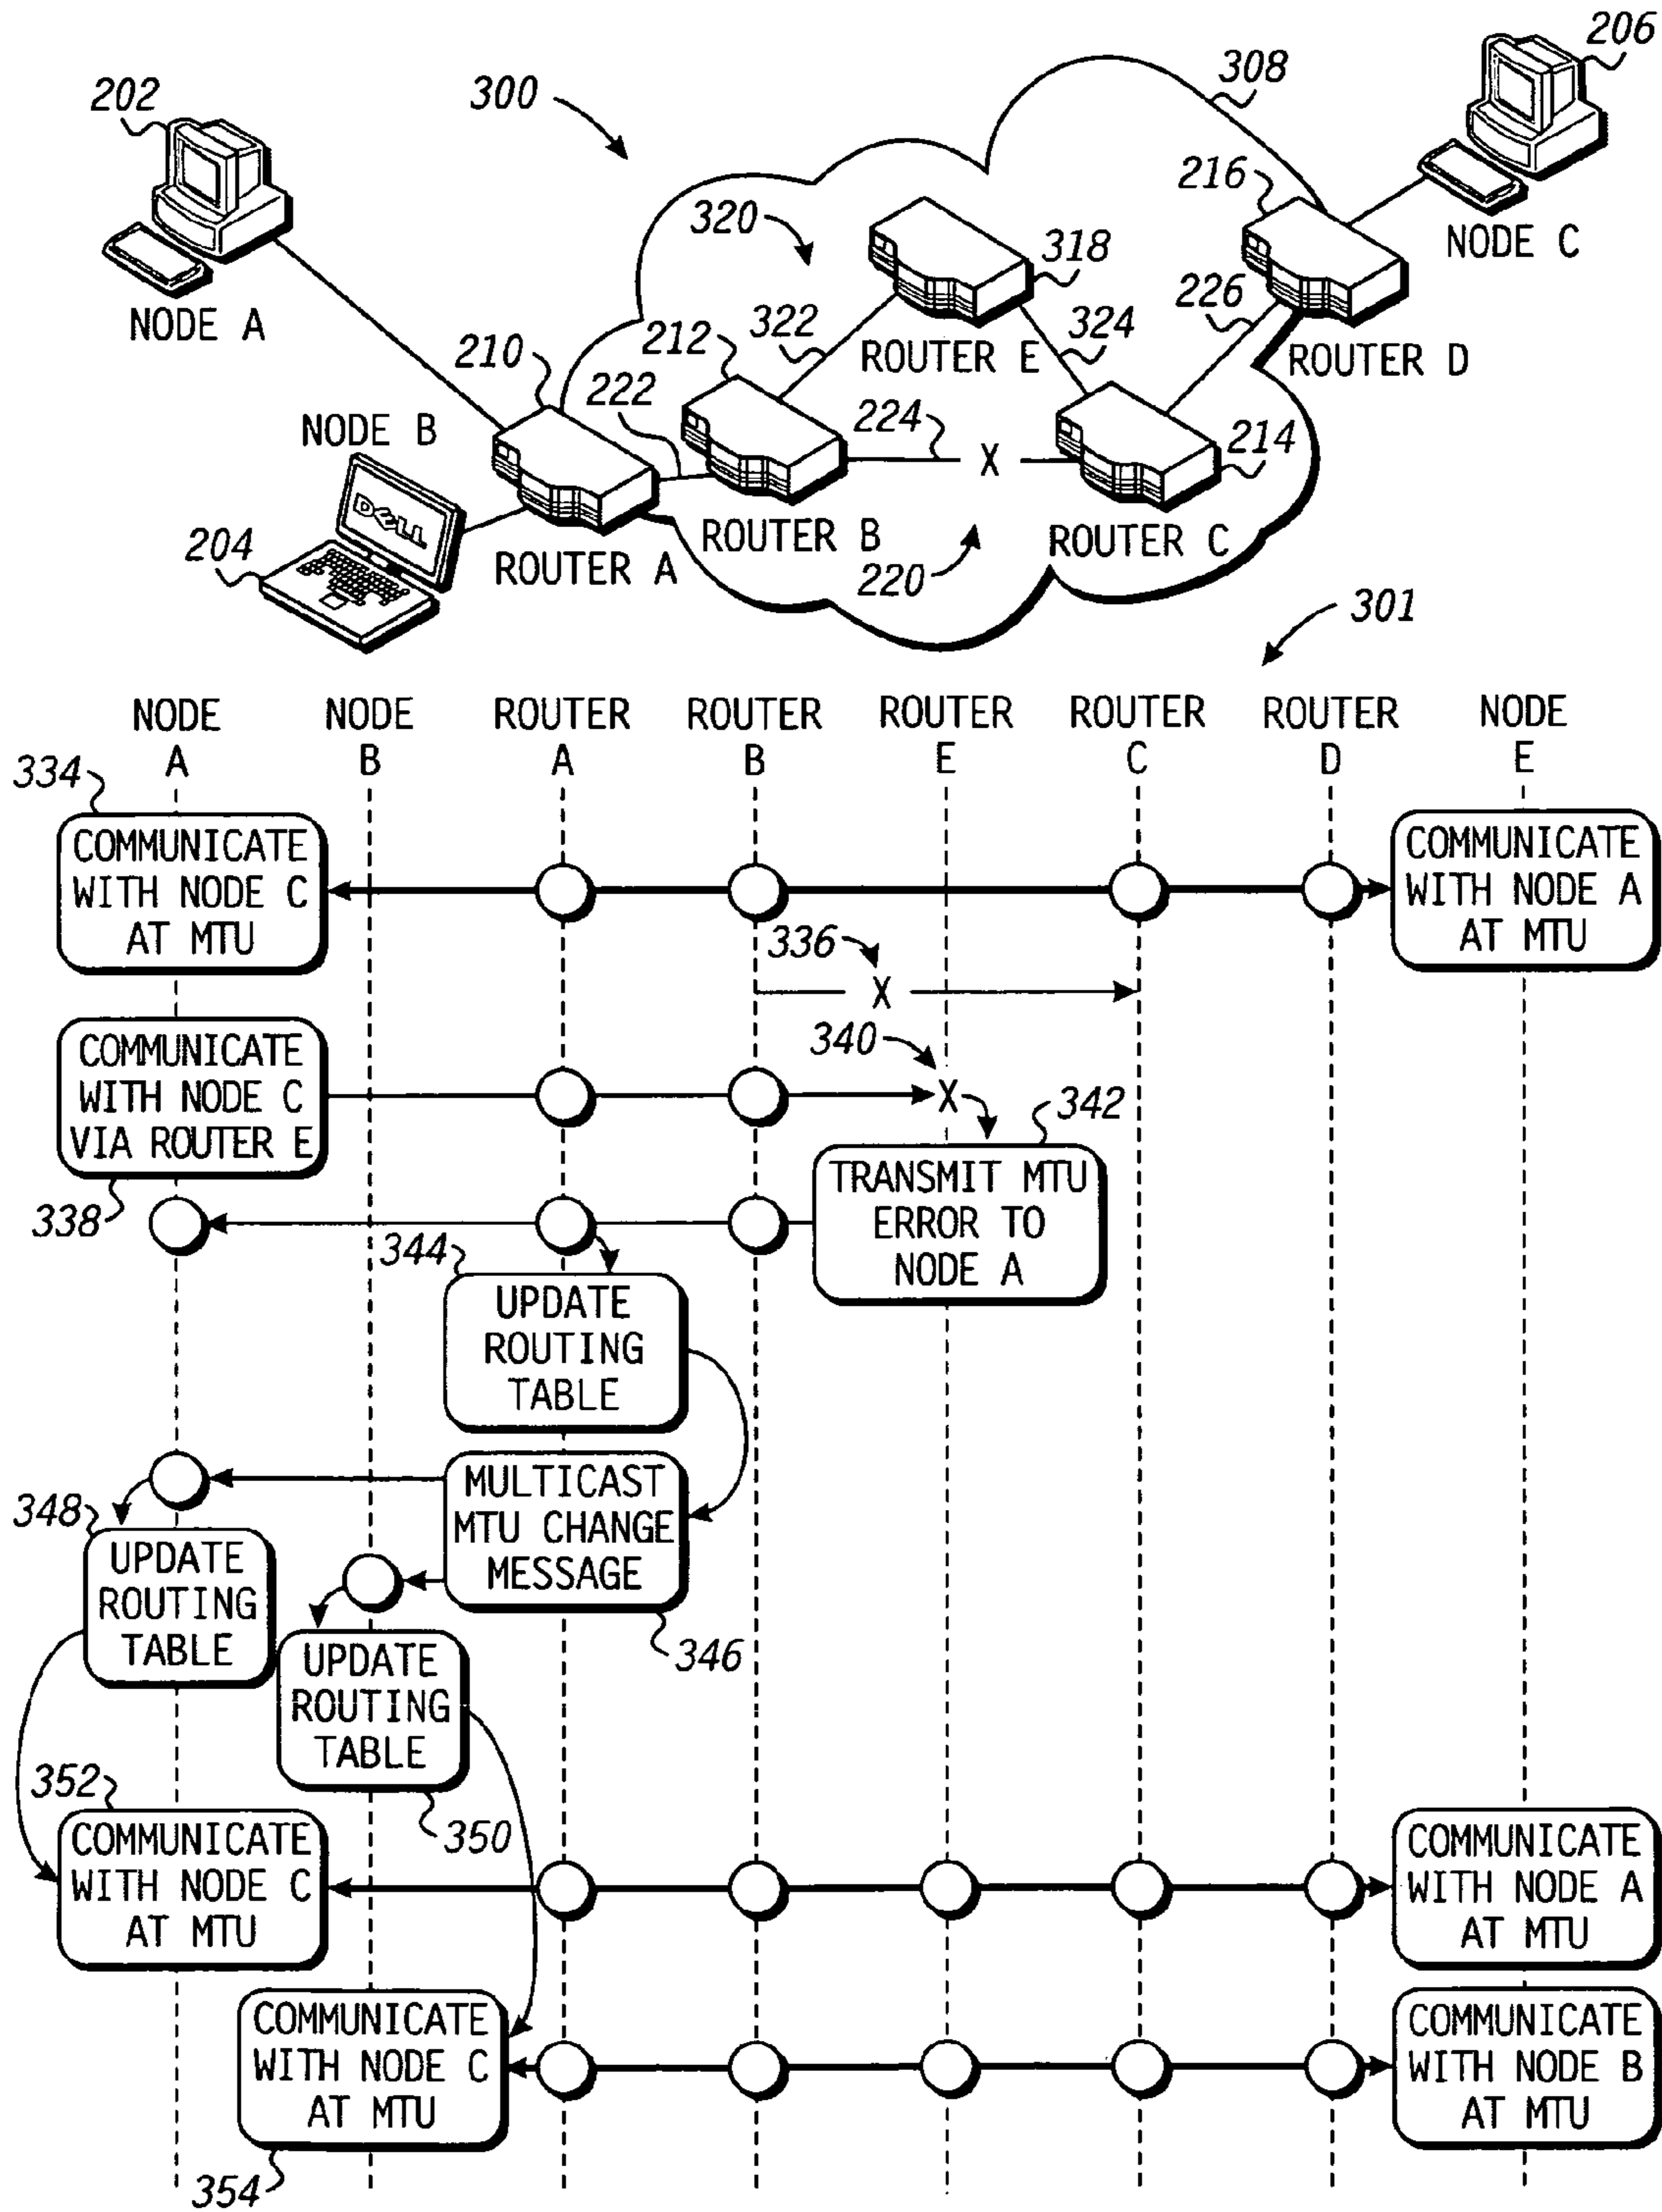 202
300
308
206
216
320
318
NODE C
NODE A
322
226
324
210
212
ROUTER E
ROUTER D
222
224
NODE B
X
214
DELL
ROUTER B
ROUTER C
204
ROUTER A
220
301
NODE A
NODE B
ROUTER A
ROUTER B
ROUTER E
ROUTER C
ROUTER D
NODE E
334
COMMUNICATE
WITH NODE C
AT MTU
COMMUNICATE
WITH NODE A
AT MTU
336
X
COMMUNICATE
WITH NODE C
VIA ROUTER E
338
340
X
342
TRANSMIT MTU
ERROR TO
NODE A
344
UPDATE
ROUTING
TABLE
MULTICAST
MTU CHANGE
MESSAGE
346
348
UPDATE
ROUTING
TABLE
UPDATE
ROUTING
TABLE
350
352
COMMUNICATE
WITH NODE C
AT MTU
COMMUNICATE
WITH NODE A
AT MTU
COMMUNICATE
WITH NODE C
AT MTU
354
COMMUNICATE
WITH NODE B
AT MTU